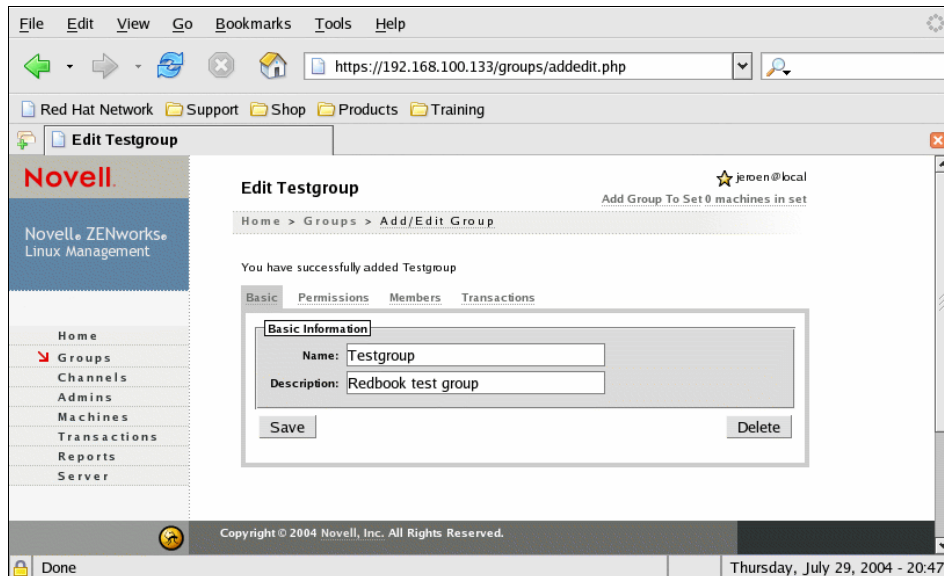 File Edit View Go Bookmarks Tools Help
https://192.168.100.133/groups/addedit.php
Red Hat Network Support Shop Products Training
Edit Testgroup
Novell.
Novell® ZENworks®
Linux Management
Home
Groups
Channels
Admins
Machines
Transactions
Reports
Server
Edit Testgroup
jeroen@local
Add Group To Set 0 machines in set
Home > Groups > Add/Edit Group
You have successfully added Testgroup
Basic Permissions Members Transactions
Basic Information
Name: Testgroup
Description: Redbook test group
Save Delete
Copyright © 2004 Novell, Inc. All Rights Reserved.
Done Thursday, July 29, 2004 - 20:47